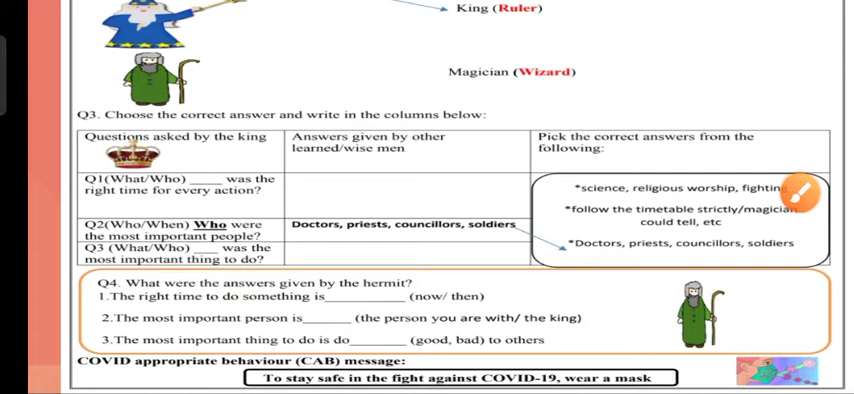 King (Ruler)
Magician (Wizard)
Q3. Choose the correct answer and write in the columns below:
Questions asked by the king
Answers given by other
learned/wise men
Pick the correct answers from the
following:
Q1(What/Who) ____ was the
right time for every action?
*science, religious worship, fighting
*follow the timetable strictly/magician
could tell, etc
*Doctors, priests, councillors, soldiers
Q2(Who/When) Who were
the most important people?
Doctors, priests, councillors, soldiers
Q3 (What/Who) ___ was the
most important thing to do?
Q4. What were the answers given by the hermit?
1.The right time to do something is__________ (now/ then)
2.The most important person is______ (the person you are with/ the king)
3.The most important thing to do is do_______ (good, bad) to others
COVID appropriate behaviour (CAB) message:
To stay safe in the fight against COVID-19, wear a mask